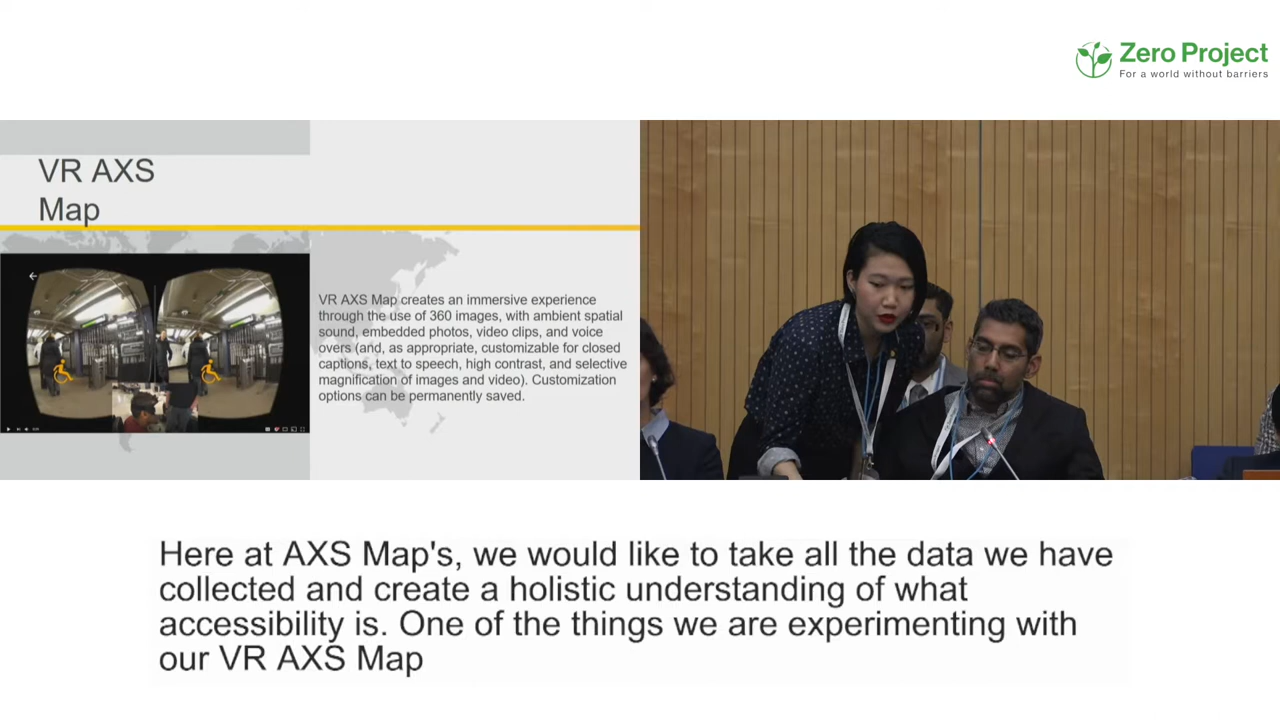 Zero Project
For a world without barriers
VR AXS
Map
VR AXS Map creates an immersive experience
through the use of 360 images, with ambient spatial
sound, embedded photos, video clips, and voice
overs (and, as appropriate, customizable for closed
captions, text to speech, high contrast, and selective
magnification of images and video). Customization
options can be permanently saved.
Here at AXS Map's, we would like to take all the data we have
collected and create a holistic understanding of what
accessibility is. One of the things we are experimenting with
our VR AXS Map